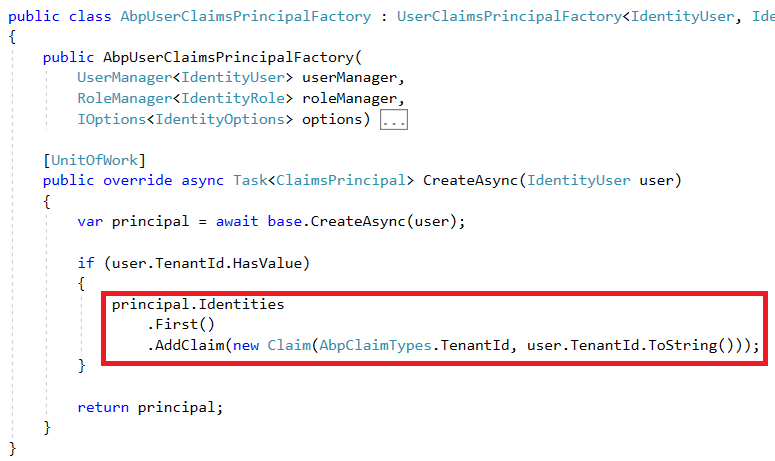 public class AbpUserClaimsPrincipalFactory : UserClaimsPrincipalFactory<IdentityUser,
{
    public AbpUserClaimsPrincipalFactory(
        UserManager<IdentityUser> userManager,
        RoleManager<IdentityRole> roleManager,
        IOptions<IdentityOptions> options) ...

    [UnitOfWork]
    public override async Task<ClaimsPrincipal> CreateAsync(IdentityUser user)
    {
        var principal = await base.CreateAsync(user);

        if (user.TenantId.HasValue)
        {
            principal.Identities
                .First()
                .AddClaim(new Claim(AbpClaimTypes.TenantId, user.TenantId.ToString()));
        }

        return principal;
    }
}